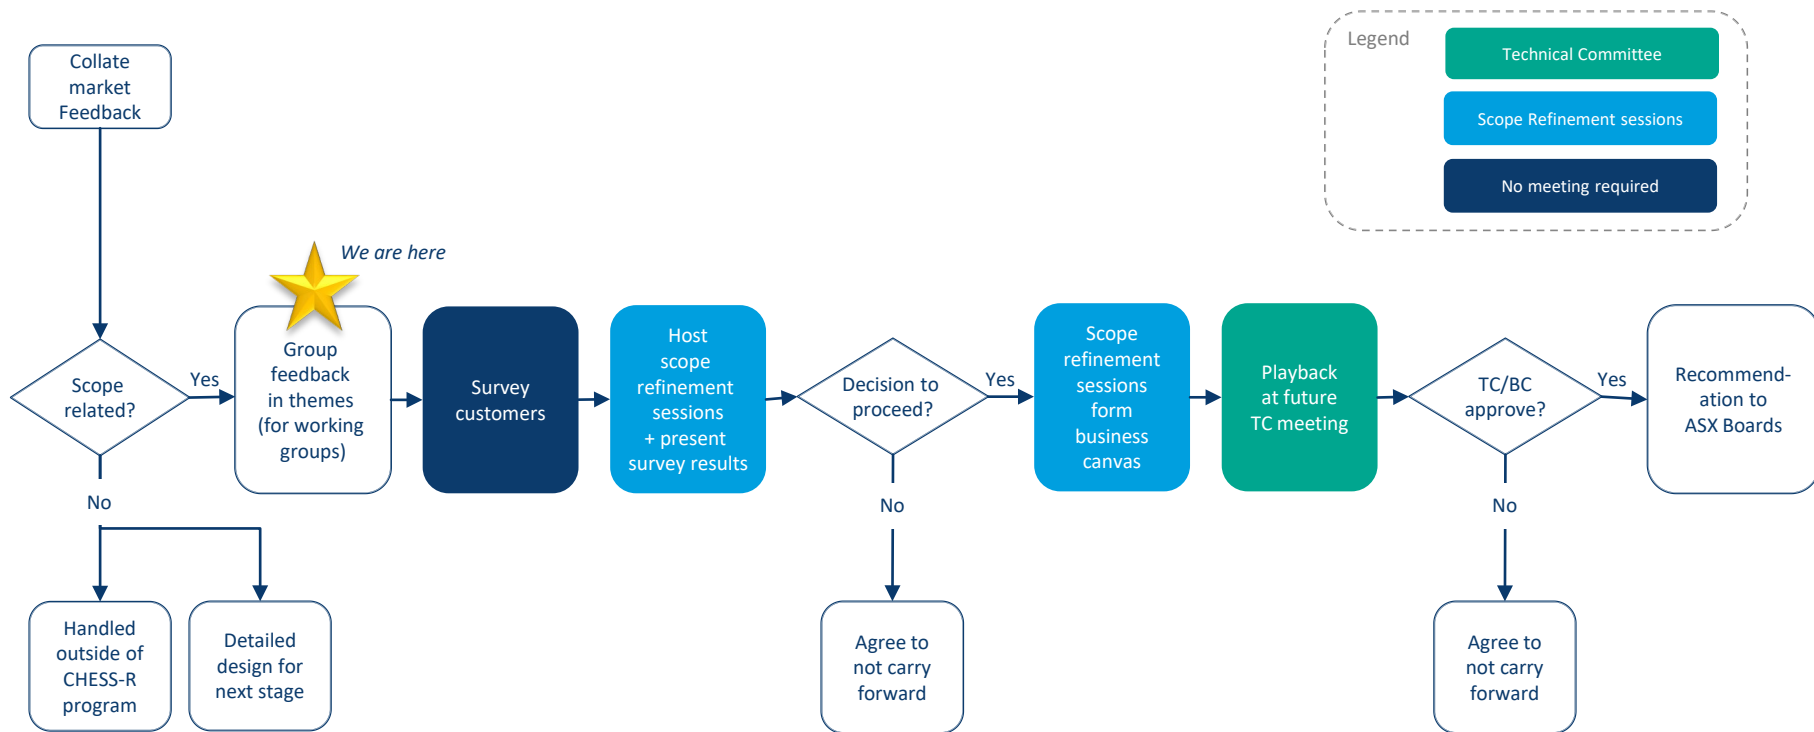 Collate
market
Feedback
Legend
Technical Committee
Scope Refinement sessions
No meeting required
We are here
Scope
related?
Yes
No
Group
feedback
in themes
(for working
groups)
Survey
customers
Host
scope
refinement
sessions
+ present
survey results
Decision to
proceed?
Yes
No
Scope
refinement
sessions
form
business
canvas
Playback
at future
TC meeting
TC/BC
approve?
Yes
No
Recommend-
ation to
ASX Boards
Handled
outside of
CHESS-R
program
Detailed
design for
next stage
Agree to
not carry
forward
Agree to
not carry
forward